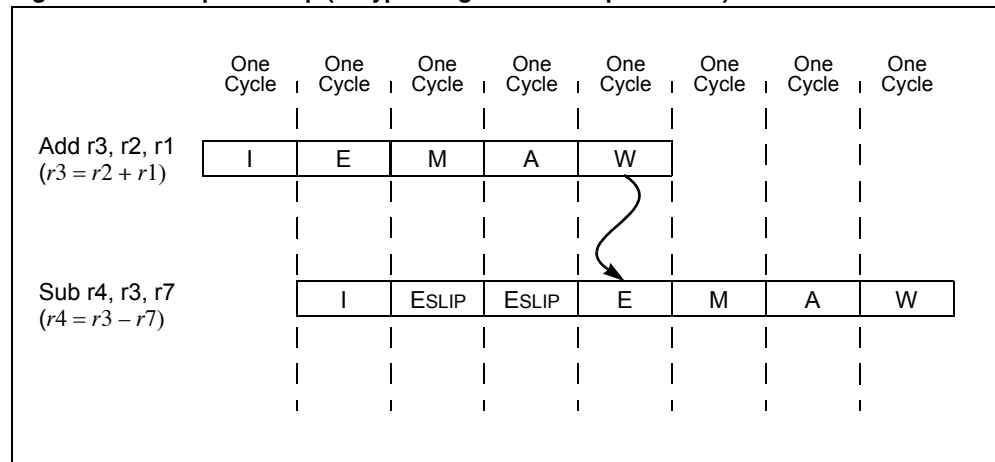 One One One One One One One One
Cycle Cycle Cycle Cycle Cycle Cycle Cycle Cycle
Add r3, r2, r1
I E M A W
(r3 = r2 + r1)
Sub r4, r3, r7
I ESLIP ESLIP E M A W
(r4 = r3 – r7)